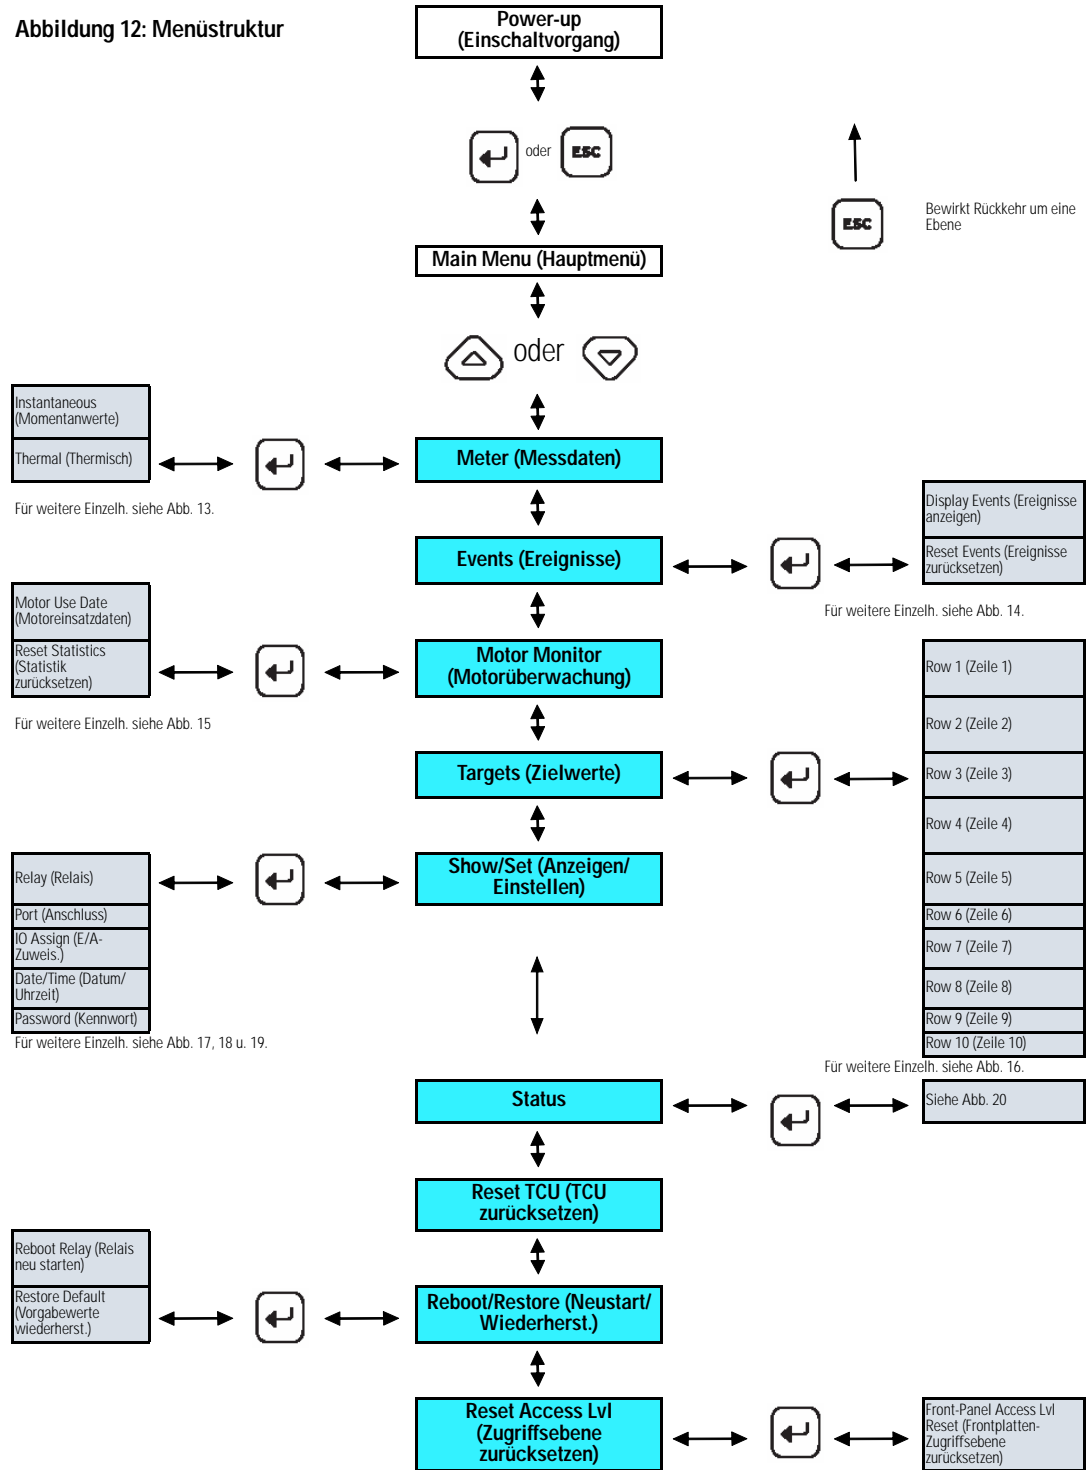 Abbildung 12: Menüstruktur
Power-up
(Einschaltvorgang)
oder
ESC
ESC
Bewirkt Rückkehr um eine
Ebene
Main Menu (Hauptmenü)
oder
Instantaneous
(Momentanwerte)
Thermal (Thermisch)
Für weitere Einzelh. siehe Abb. 13.
Meter (Messdaten)
Events (Ereignisse)
Display Events (Ereignisse
anzeigen)
Reset Events (Ereignisse
zurücksetzen)
Für weitere Einzelh. siehe Abb. 14.
Motor Use Date
(Motoreinsatzdaten)
Reset Statistics
(Statistik
zurücksetzen)
Für weitere Einzelh. siehe Abb. 15
Motor Monitor
(Motorüberwachung)
Targets (Zielwerte)
Row 1 (Zeile 1)
Row 2 (Zeile 2)
Row 3 (Zeile 3)
Row 4 (Zeile 4)
Row 5 (Zeile 5)
Row 6 (Zeile 6)
Row 7 (Zeile 7)
Row 8 (Zeile 8)
Row 9 (Zeile 9)
Row 10 (Zeile 10)
Für weitere Einzelh. siehe Abb. 16.
Show/Set (Anzeigen/
Einstellen)
Relay (Relais)
Port (Anschluss)
IO Assign (E/A-
Zuweis.)
Date/Time (Datum/
Uhrzeit)
Password (Kennwort)
Für weitere Einzelh. siehe Abb. 17, 18 u. 19.
Status
Siehe Abb. 20
Reset TCU (TCU
zurücksetzen)
Reboot Relay (Relais
neu starten)
Restore Default
(Vorgabewerte
wiederherst.)
Reboot/Restore (Neustart/
Wiederherst.)
Reset Access Lvl
(Zugriffsebene
zurücksetzen)
Front-Panel Access Lvl
Reset (Frontplatten-
Zugriffsebene
zurücksetzen)